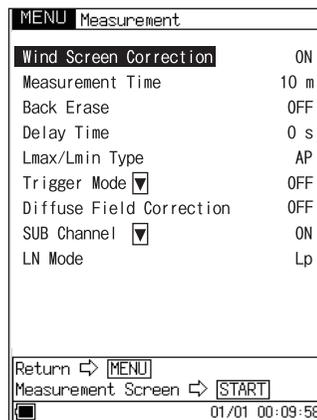 MENU Measurement
Wind Screen Correction ON
Measurement Time 10 m
Back Erase OFF
Delay Time 0 s
Lmax/Lmin Type AP
Trigger Mode ▼ OFF
Diffuse Field Correction OFF
SUB Channel ▼ ON
LN Mode Lp
Return ⇨ MENU
Measurement Screen ⇨ START
01/01 00:09:58